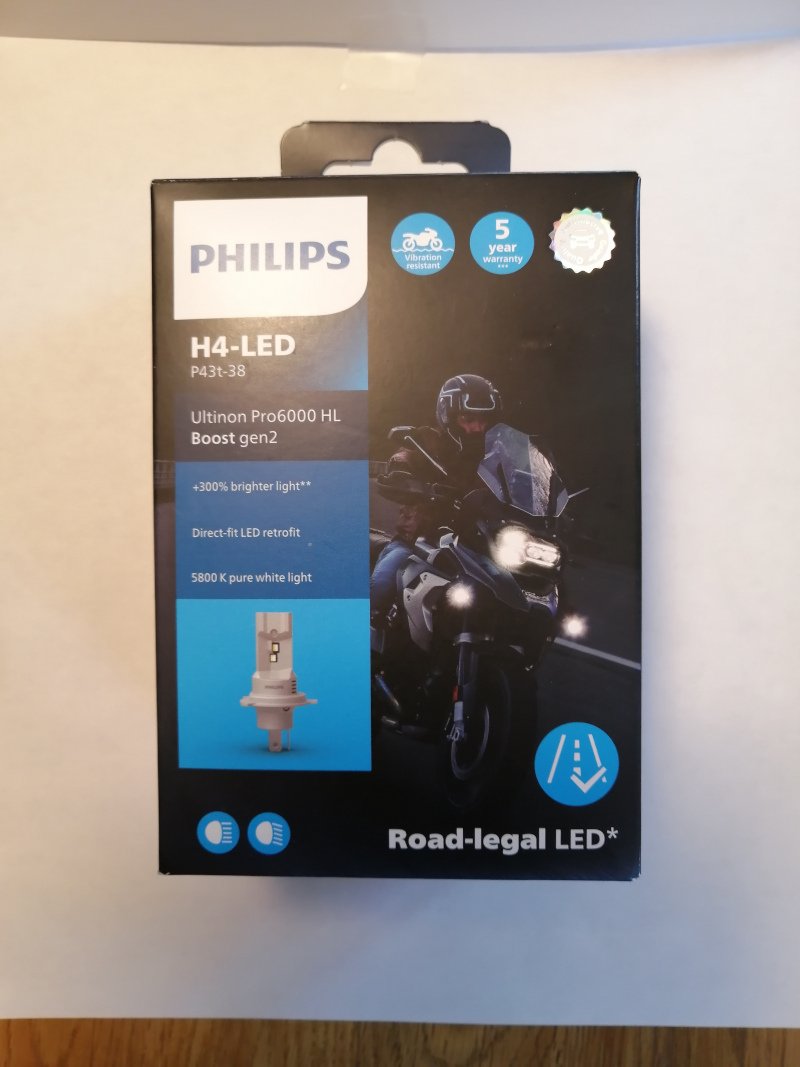 PHILIPS
Vibration
resistant
5
year
warranty
***
H4-LED
P43t-38
Ultinon Pro6000 HL
Boost gen2
+300% brighter light**
Direct-fit LED retrofit
5800 K pure white light
PHILIPS
Road-legal LED*